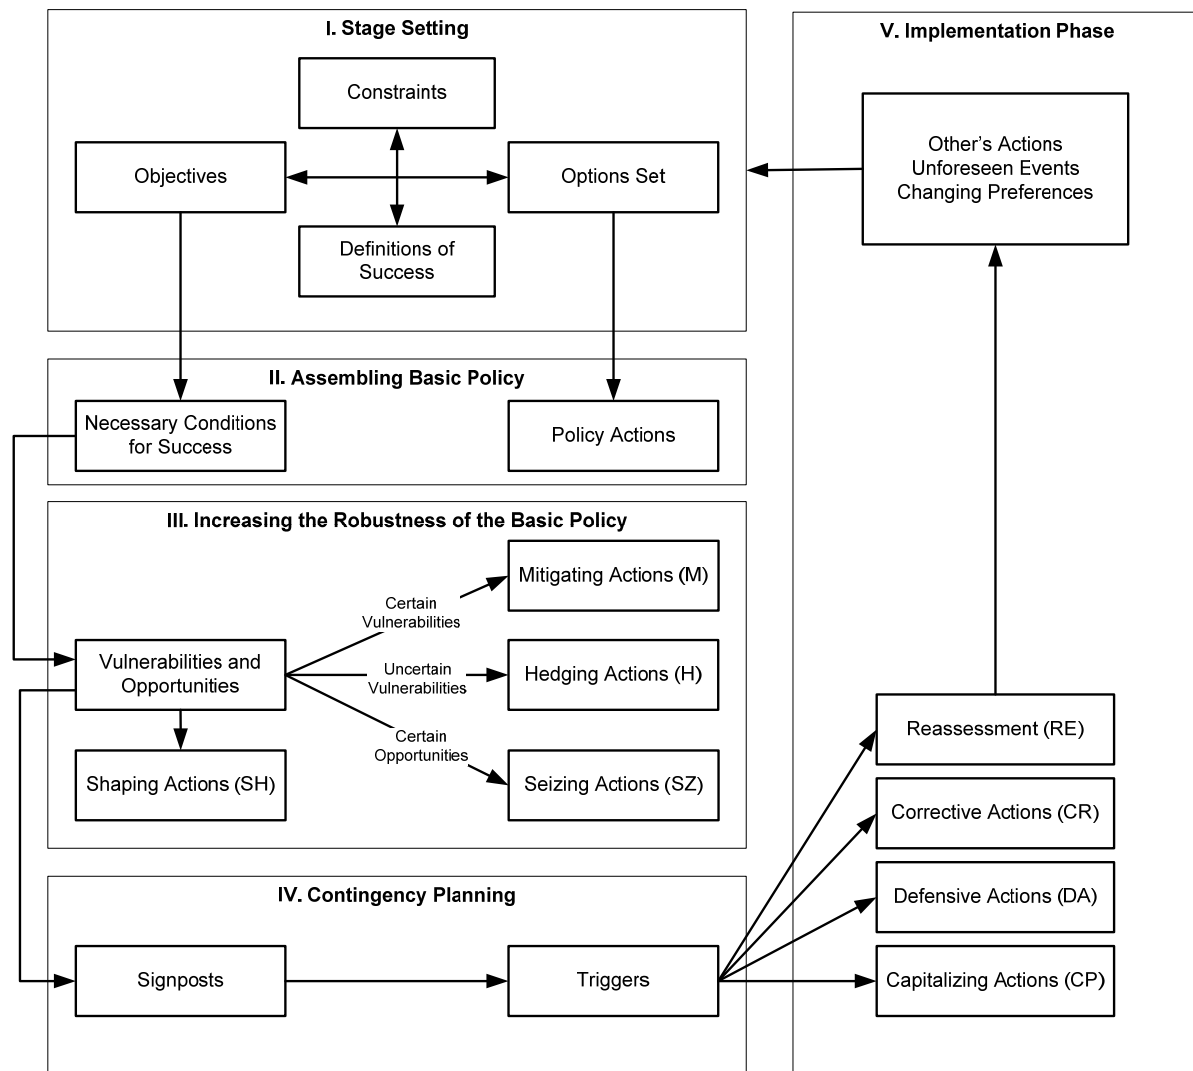 I. Stage Setting
Constraints
Objectives
Options Set
Definitions of
Success
II. Assembling Basic Policy
Necessary Conditions
for Success
Policy Actions
III. Increasing the Robustness of the Basic Policy
Mitigating Actions (M)
Certain
Vulnerabilities
Vulnerabilities and
Opportunities
Uncertain
Vulnerabilities
Hedging Actions (H)
Certain
Opportunities
Shaping Actions (SH)
Seizing Actions (SZ)
IV. Contingency Planning
Signposts
Triggers
V. Implementation Phase
Other's Actions
Unforeseen Events
Changing Preferences
Reassessment (RE)
Corrective Actions (CR)
Defensive Actions (DA)
Capitalizing Actions (CP)